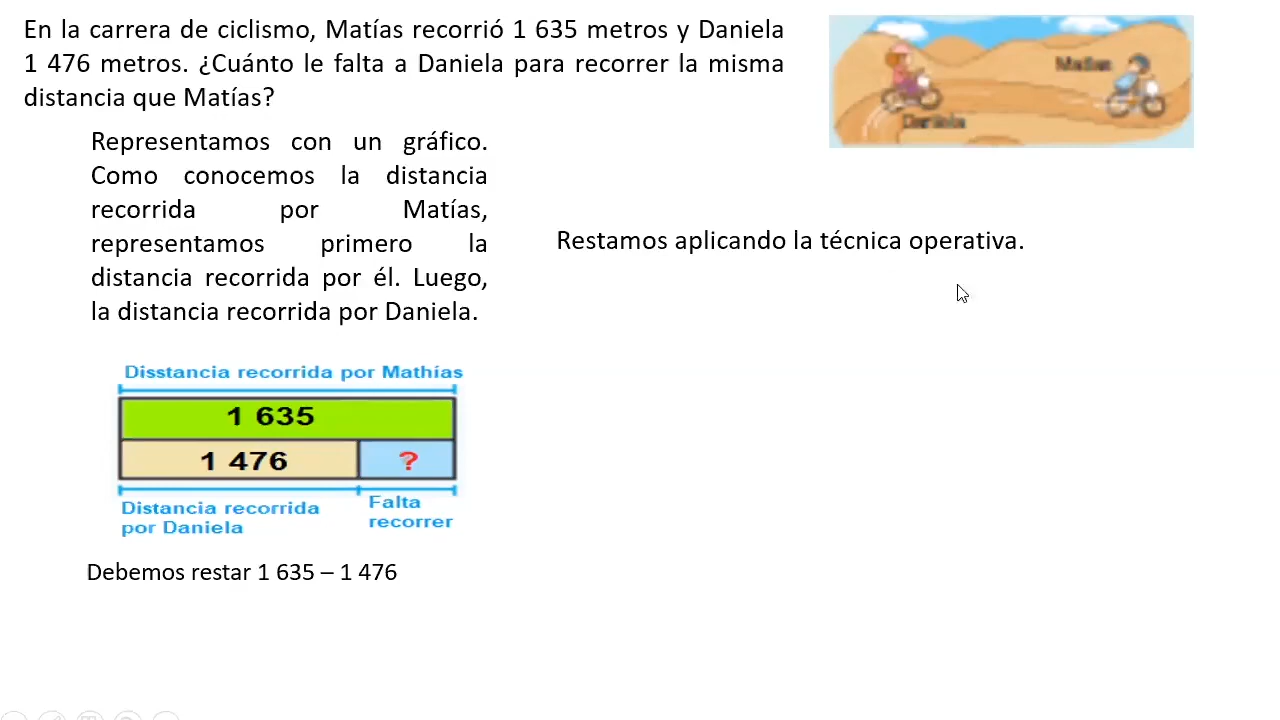 En la carrera de ciclismo, Matías recorrió 1 635 metros y Daniela
1 476 metros. ¿Cuánto le falta a Daniela para recorrer la misma
distancia que Matías?
Matías
Daniela
Representamos con un gráfico.
Como conocemos la distancia
recorrida por Matías,
representamos primero la
distancia recorrida por él. Luego,
la distancia recorrida por Daniela.
Restamos aplicando la técnica operativa.
Disstancia recorrida por Mathías
1 635
1 476 ?
Distancia recorrida
por Daniela
Falta
recorrer
Debemos restar 1 635 – 1 476